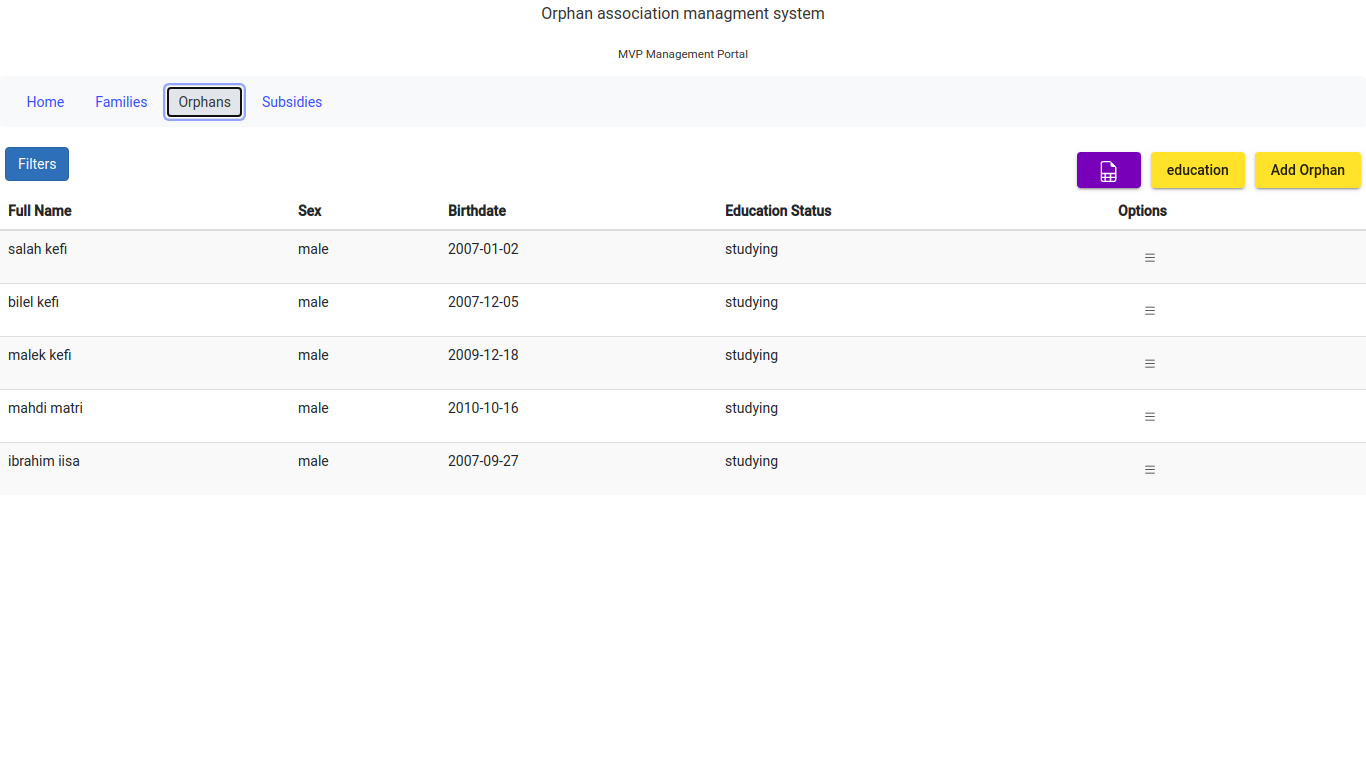 Orphan association managment system
MVP Management Portal
Home Families Orphans Subsidies
Filters education Add Orphan
Full Name Sex Birthdate Education Status Options
salah kefi male 2007-01-02 studying
bilel kefi male 2007-12-05 studying
malek kefi male 2009-12-18 studying
mahdi matri male 2010-10-16 studying
ibrahim iisa male 2007-09-27 studying